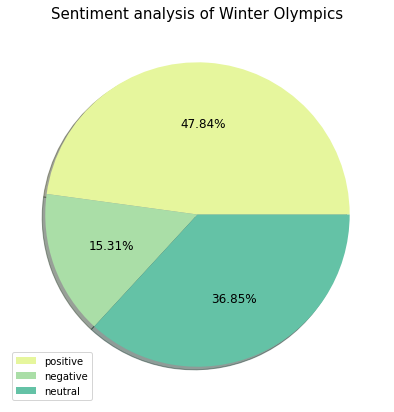 Sentiment analysis of Winter Olympics
47.84%
15.31%
36.85%
positive
negative
neutral